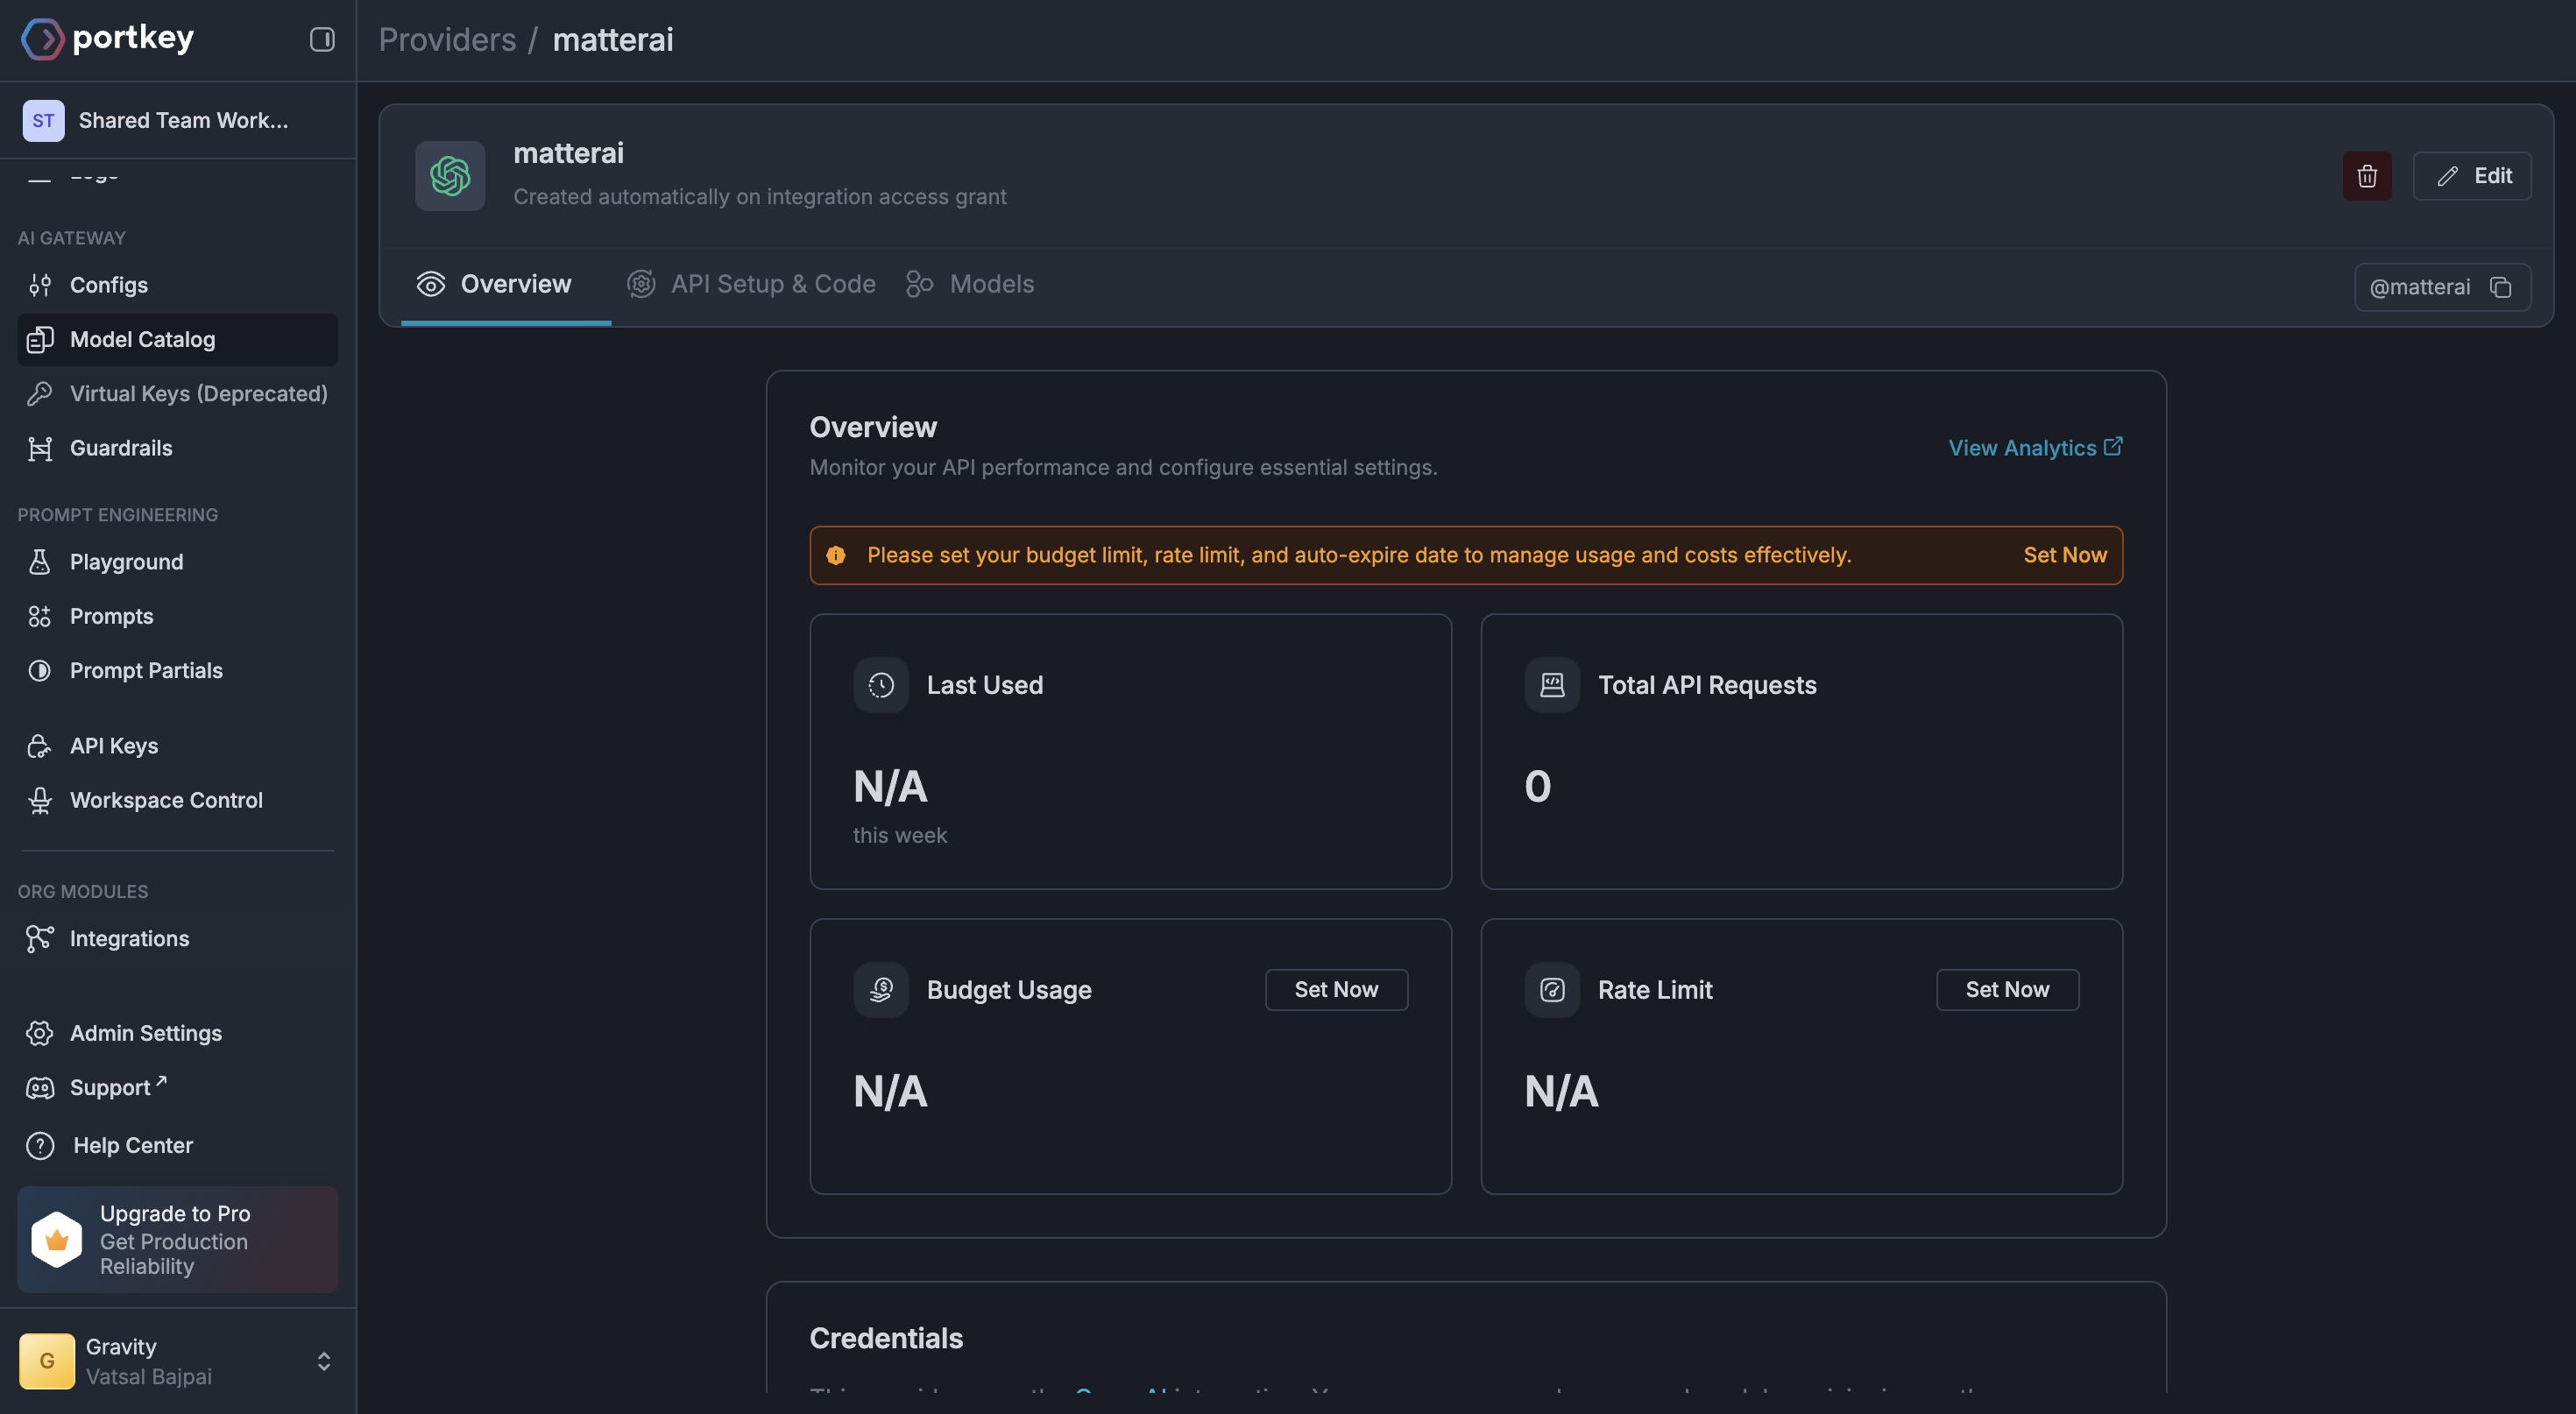 portkey
Providers / matterai
ST Shared Team Work...
Logs
AI GATEWAY
Configs
Model Catalog
Virtual Keys (Deprecated)
Guardrails
PROMPT ENGINEERING
Playground
Prompts
Prompt Partials
API Keys
Workspace Control
ORG MODULES
Integrations
Admin Settings
Support
Help Center
Upgrade to Pro
Get Production
Reliability
G
Gravity
Vatsal Bajpai
matterai
Created automatically on integration access grant
Edit
Overview
API Setup & Code
Models
@matterai
Overview
Monitor your API performance and configure essential settings.
View Analytics
Please set your budget limit, rate limit, and auto-expire date to manage usage and costs effectively.
Set Now
Last Used
N/A
this week
Total API Requests
0
Budget Usage
Set Now
N/A
Rate Limit
Set Now
N/A
Credentials